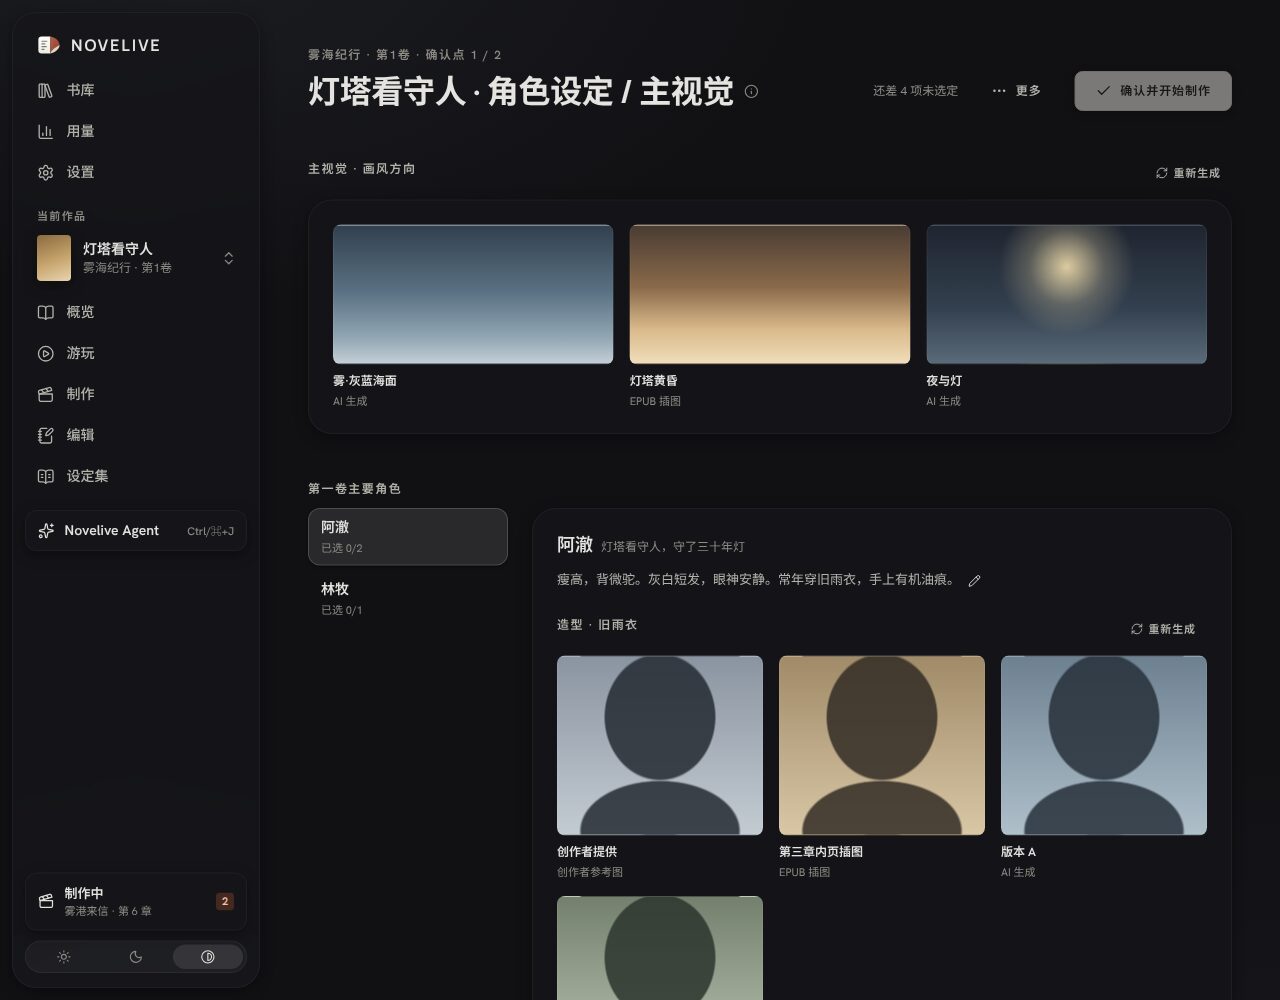 NOVELIVE
书库
用量
设置
当前作品
灯塔看守人
雾海纪行 · 第1卷
概览
游玩
制作
编辑
设定集
Novelive Agent Ctrl/⌘+J
制作中
雾港来信 · 第 6 章
2
雾海纪行 · 第1卷 · 确认点 1 / 2
灯塔看守人 · 角色设定 / 主视觉
还差 4 项未选定
更多
确认并开始制作
主视觉 · 画风方向
重新生成
雾·灰蓝海面
AI 生成
灯塔黄昏
EPUB 插图
夜与灯
AI 生成
第一卷主要角色
阿澈
已选 0/2
林牧
已选 0/1
阿澈 灯塔看守人，守了三十年灯
瘦高，背微驼。灰白短发，眼神安静。常年穿旧雨衣，手上有机油痕。
造型 · 旧雨衣
重新生成
创作者提供
创作者参考图
第三章内页插图
EPUB 插图
版本 A
AI 生成